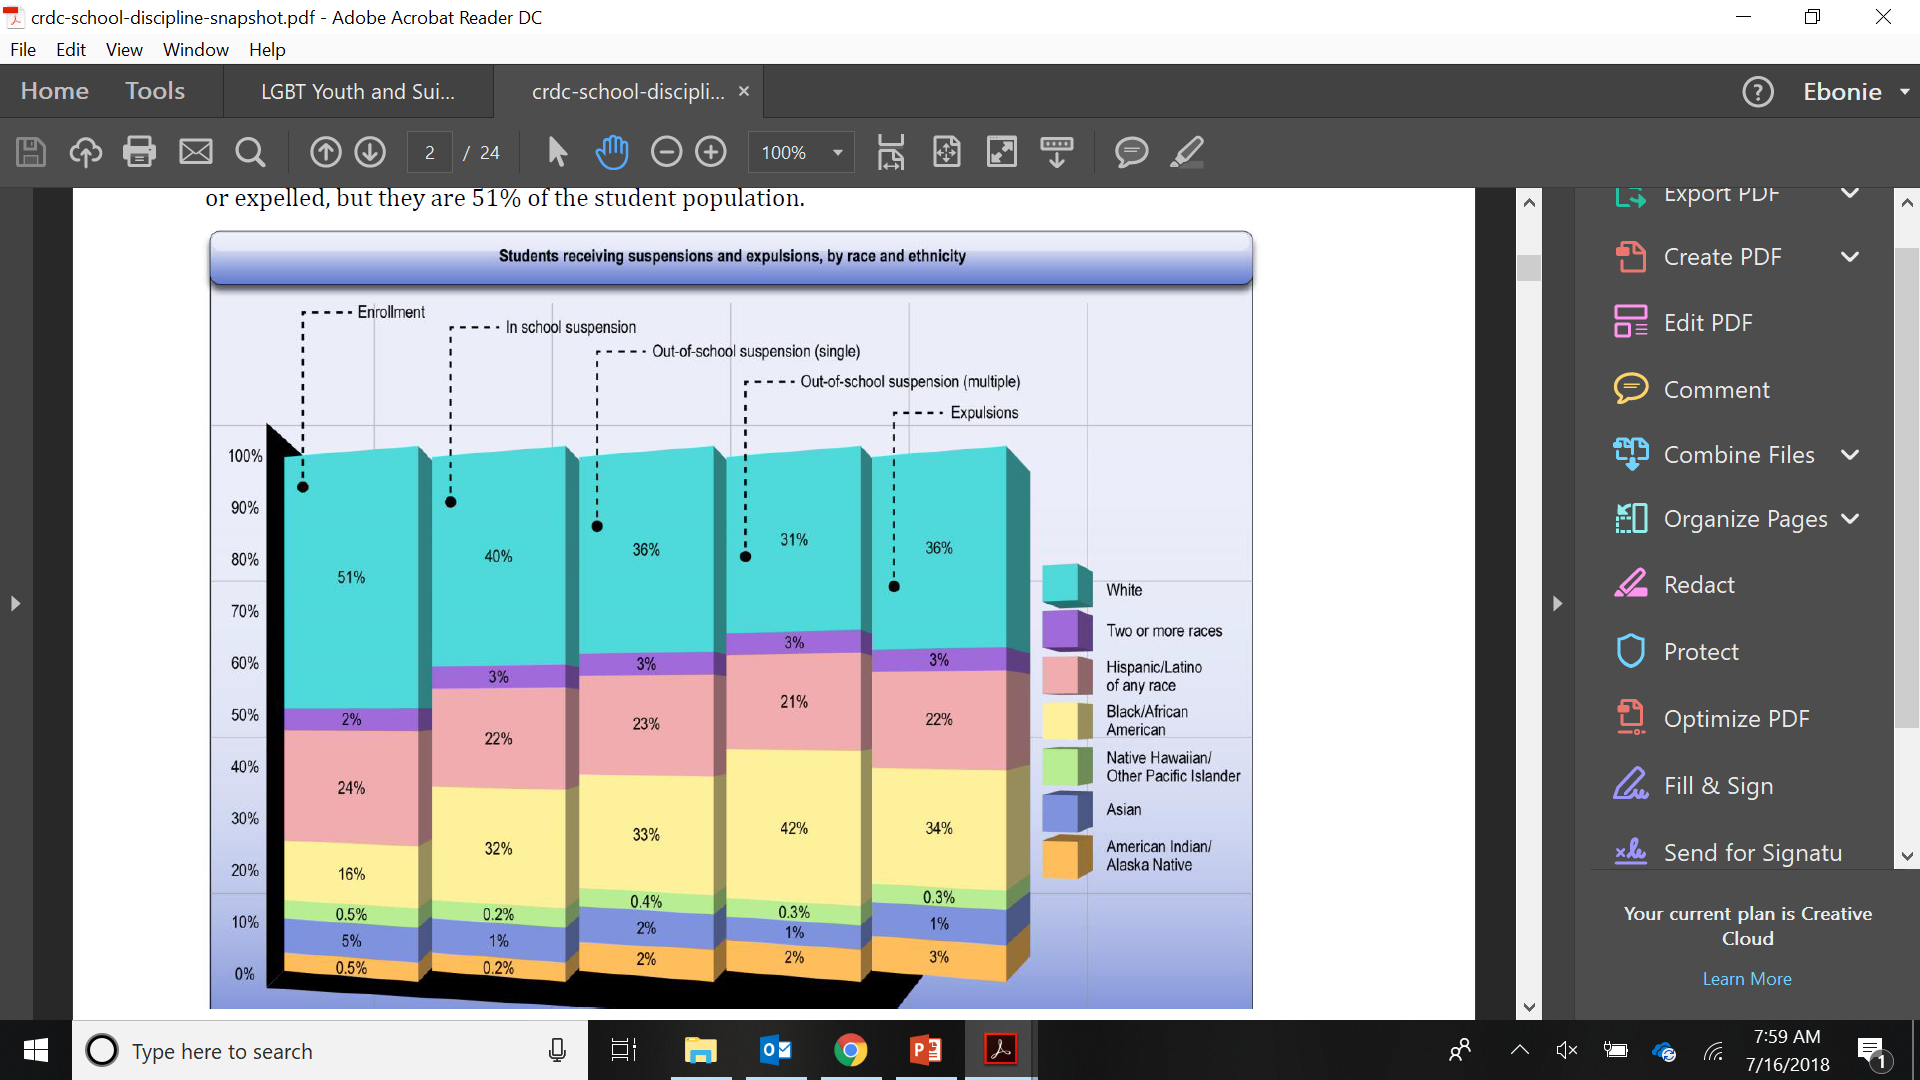 crdc-school-discipline-snapshot.pdf - Adobe Acrobat Reader DC
File Edit View Window Help
Home Tools LGBT Youth and Sui... crdc-school-discipli... × ? Ebonie
2 / 24 100%
or expelled, but they are 51% of the student population.
Students receiving suspensions and expulsions, by race and ethnicity
Enrollment
In school suspension
Out-of-school suspension (single)
Out-of-school suspension (multiple)
Expulsions
100%
90%
80%
70%
60%
50%
40%
30%
20%
10%
0%
51%
2%
24%
16%
0.5%
5%
0.5%
40%
3%
22%
32%
0.2%
1%
0.2%
36%
3%
23%
33%
0.4%
2%
2%
31%
3%
21%
42%
0.3%
1%
2%
36%
3%
22%
34%
0.3%
1%
3%
White
Two or more races
Hispanic/Latino
of any race
Black/African
American
Native Hawaiian/
Other Pacific Islander
Asian
American Indian/
Alaska Native
Export PDF
Create PDF
Edit PDF
Comment
Combine Files
Organize Pages
Redact
Protect
Optimize PDF
Fill & Sign
Send for Signatu
Your current plan is Creative
Cloud
Learn More
Type here to search
7:59 AM
7/16/2018
1